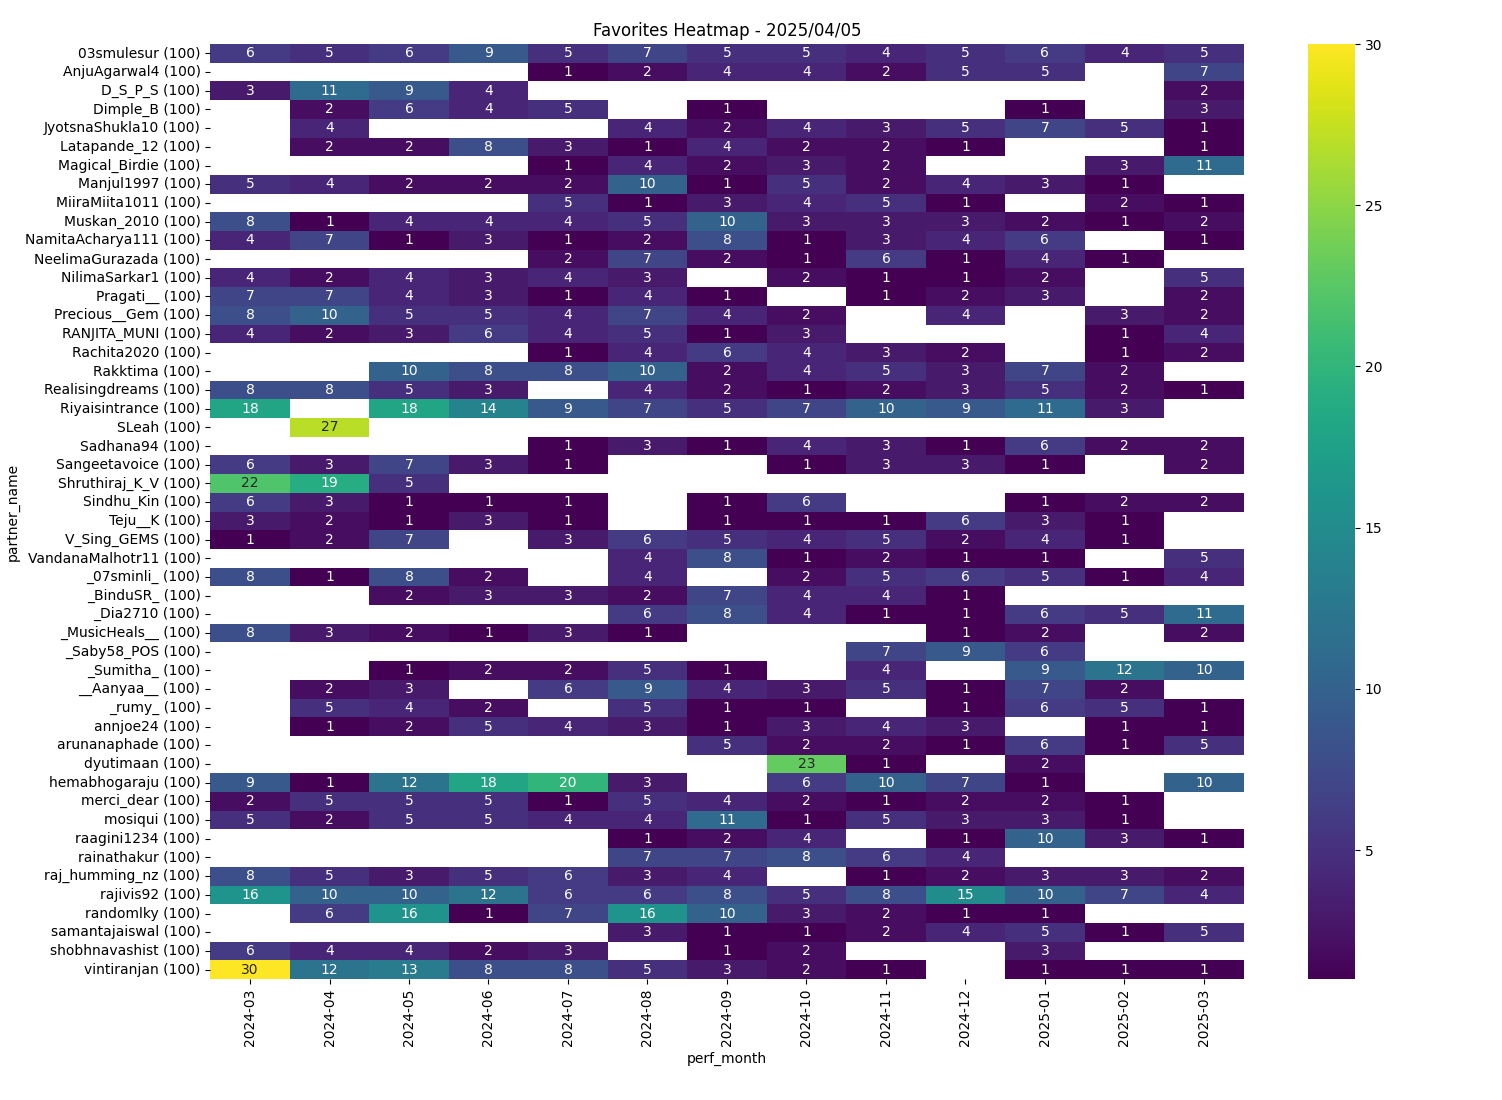 Favorites Heatmap - 2025/04/05
03smulesur (100) 6 5 6 9 5 7 5 5 4 5 6 4 5
AnjuAgarwal4 (100) 1 2 4 4 2 5 5 7
D_S_P_S (100) 3 11 9 4 2
Dimple_B (100) 2 6 4 5 1 1 3
JyotsnaShukla10 (100) 4 4 2 4 3 5 7 5 1
Latapande_12 (100) 2 2 8 3 1 4 2 2 1 1
Magical_Birdie (100) 1 4 2 3 2 3 11
Manjul1997 (100) 5 4 2 2 2 10 1 5 2 4 3 1
MiiraMiita1011 (100) 5 1 3 4 5 1 2 1
Muskan_2010 (100) 8 1 4 4 4 5 10 3 3 3 2 1 2
NamitaAcharya111 (100) 4 7 1 3 1 2 8 1 3 4 6 1
NeelimaGurazada (100) 2 7 2 1 6 1 4 1
NilimaSarkar1 (100) 4 2 4 3 4 3 2 1 1 2 5
Pragati__ (100) 7 7 4 3 1 4 1 1 2 3 2
Precious__Gem (100) 8 10 5 5 4 7 4 2 4 3 2
RANJITA_MUNI (100) 4 2 3 6 4 5 1 3 1 4
Rachita2020 (100) 1 4 6 4 3 2 1 2
Rakktima (100) 10 8 8 10 2 4 5 3 7 2
Realisingdreams (100) 8 8 5 3 4 2 1 2 3 5 2 1
Riyaisintrance (100) 18 18 14 9 7 5 7 10 9 11 3
SLeah (100) 27
Sadhana94 (100) 1 3 1 4 3 1 6 2 2
Sangeetavoice (100) 6 3 7 3 1 1 3 3 1 2
Shruthiraj_K_V (100) 22 19 5
Sindhu_Kin (100) 6 3 1 1 1 1 6 1 2 2
Teju__K (100) 3 2 1 3 1 1 1 1 6 3 1
V_Sing_GEMS (100) 1 2 7 3 6 5 4 5 2 4 1
VandanaMalhotr11 (100) 4 8 1 2 1 1 5
_07sminli_ (100) 8 1 8 2 4 2 5 6 5 1 4
_BinduSR_ (100) 2 3 3 2 7 4 4 1
_Dia2710 (100) 6 8 4 1 1 6 5 11
_MusicHeals__ (100) 8 3 2 1 3 1 1 2 2
_Saby58_POS (100) 7 9 6
_Sumitha_ (100) 1 2 2 5 1 4 9 12 10
__Aanyaa__ (100) 2 3 6 9 4 3 5 1 7 2
_rumy_ (100) 5 4 2 5 1 1 1 6 5 1
annjoe24 (100) 1 2 5 4 3 1 3 4 3 1 1
arunanaphade (100) 5 2 2 1 6 1 5
dyutimaan (100) 23 1 2
hemabhogaraju (100) 9 1 12 18 20 3 6 10 7 1 10
merci_dear (100) 2 5 5 5 1 5 4 2 1 2 2 1
mosiqui (100) 5 2 5 5 4 4 11 1 5 3 3 1
raagini1234 (100) 1 2 4 1 10 3 1
rainathakur (100) 7 7 8 6 4
raj_humming_nz (100) 8 5 3 5 6 3 4 1 2 3 3 2
rajivis92 (100) 16 10 10 12 6 6 8 5 8 15 10 7 4
randomlky (100) 6 16 1 7 16 10 3 2 1 1
samantajaiswal (100) 3 1 1 2 4 5 1 5
shobhnavashist (100) 6 4 4 2 3 1 2 3
vintiranjan (100) 30 12 13 8 8 5 3 2 1 1 1 1
2024-03 2024-04 2024-05 2024-06 2024-07 2024-08 2024-09 2024-10 2024-11 2024-12 2025-01 2025-02 2025-03
perf_month
partner_name
30
25
20
15
10
5